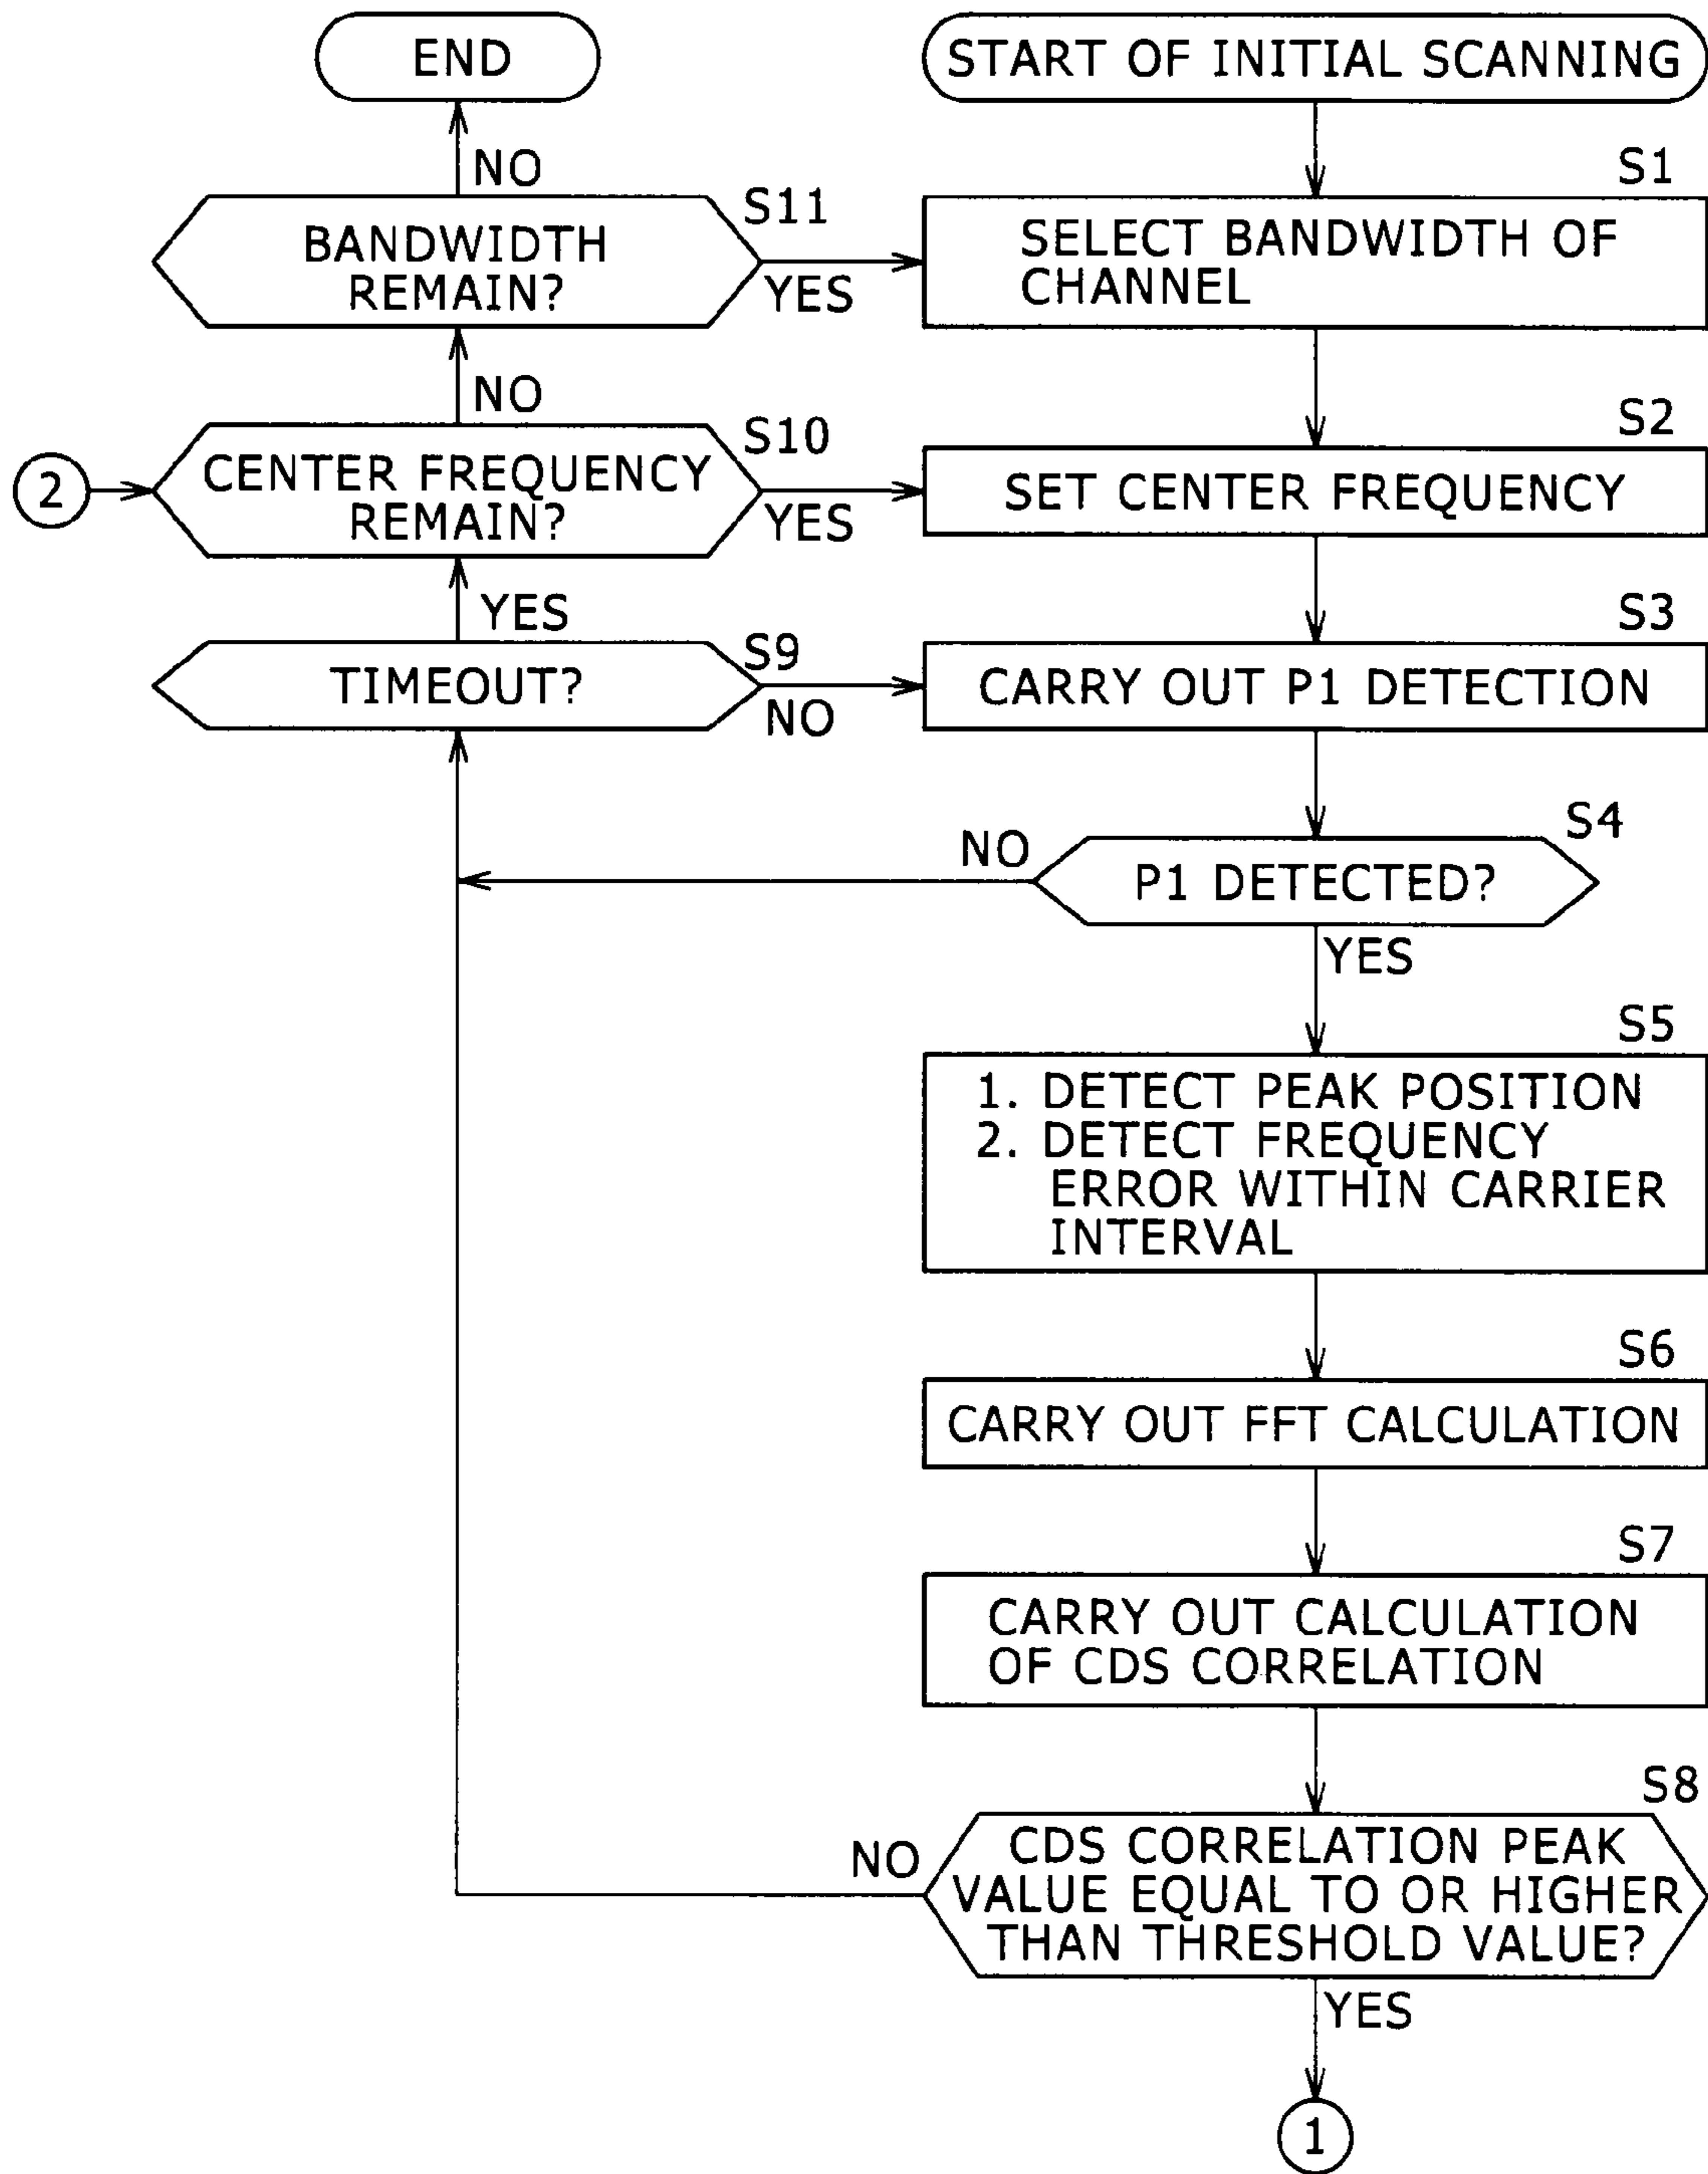 END
START OF INITIAL SCANNING
NO
S1
S11
BANDWIDTH
REMAIN?
YES
SELECT BANDWIDTH OF
CHANNEL
NO
S2
S10
2
CENTER FREQUENCY
REMAIN?
YES
SET CENTER FREQUENCY
YES
S3
S9
TIMEOUT?
NO
CARRY OUT P1 DETECTION
S4
NO
P1 DETECTED?
YES
S5
1. DETECT PEAK POSITION
2. DETECT FREQUENCY
ERROR WITHIN CARRIER
INTERVAL
S6
CARRY OUT FFT CALCULATION
S7
CARRY OUT CALCULATION
OF CDS CORRELATION
S8
NO
CDS CORRELATION PEAK
VALUE EQUAL TO OR HIGHER
THAN THRESHOLD VALUE?
YES
1